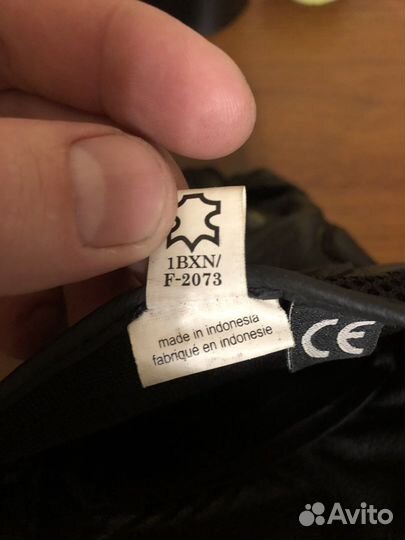 1BXN/
F-2073
made in indonesia
fabriqué en indonesie
CE
Avito